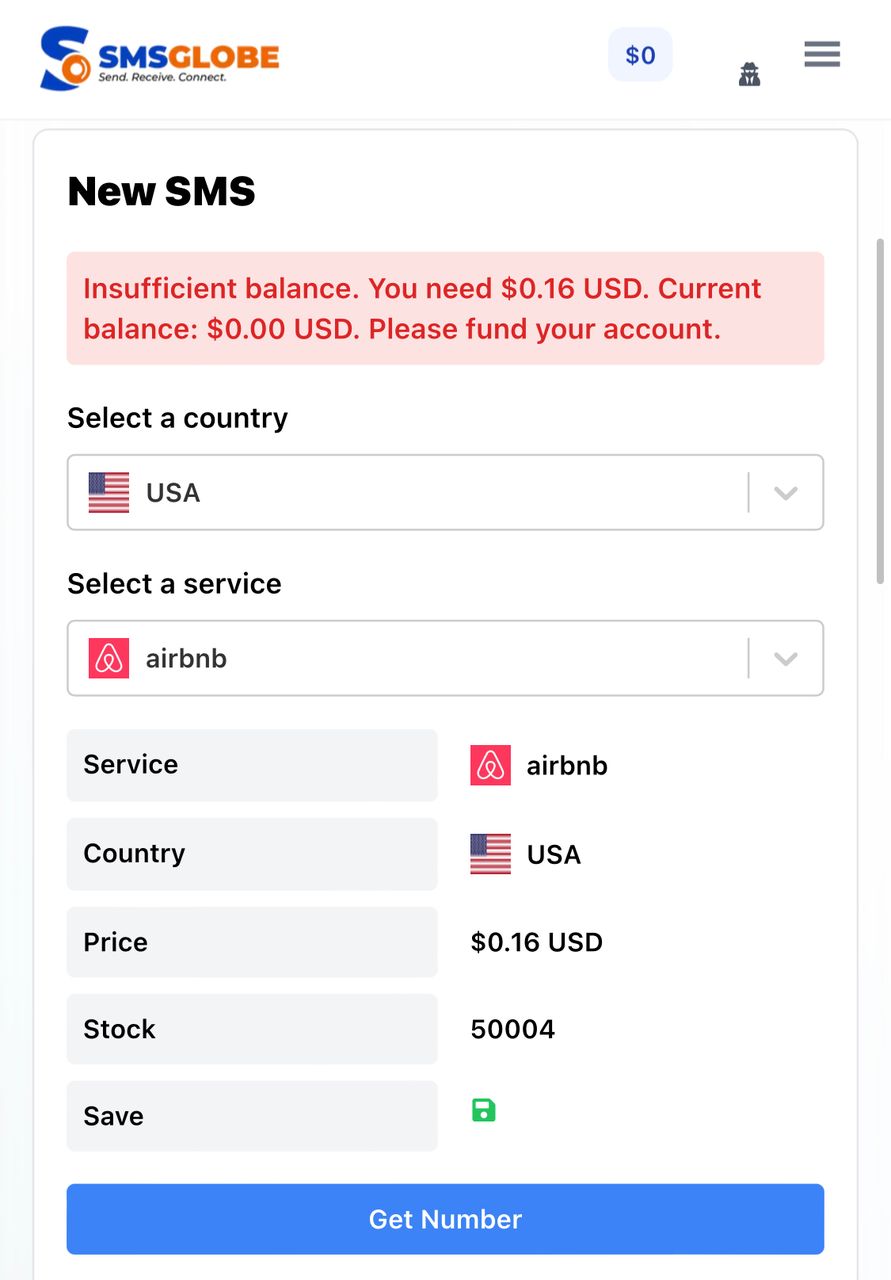 SMSGLOBE
Send. Receive. Connect.
$0
New SMS
Insufficient balance. You need $0.16 USD. Current
balance: $0.00 USD. Please fund your account.
Select a country
USA
Select a service
airbnb
Service
airbnb
Country
USA
Price
$0.16 USD
Stock
50004
Save
Get Number